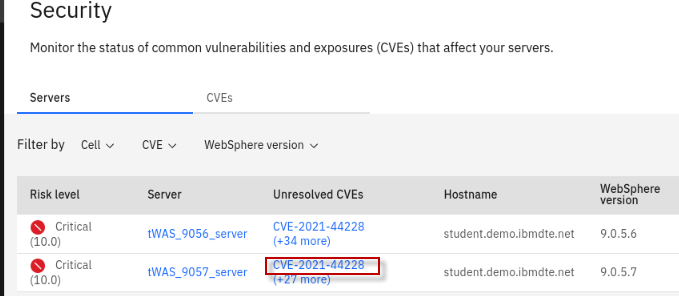 Security
Monitor the status of common vulnerabilities and exposures (CVEs) that affect your servers.
Servers CVEs
Filter by Cell CVE WebSphere version
Risk level Server Unresolved CVEs Hostname WebSphere version
Critical (10.0) tWAS_9056_server CVE-2021-44228 (+34 more) student.demo.ibmdte.net 9.0.5.6
Critical (10.0) tWAS_9057_server CVE-2021-44228 (+27 more) student.demo.ibmdte.net 9.0.5.7